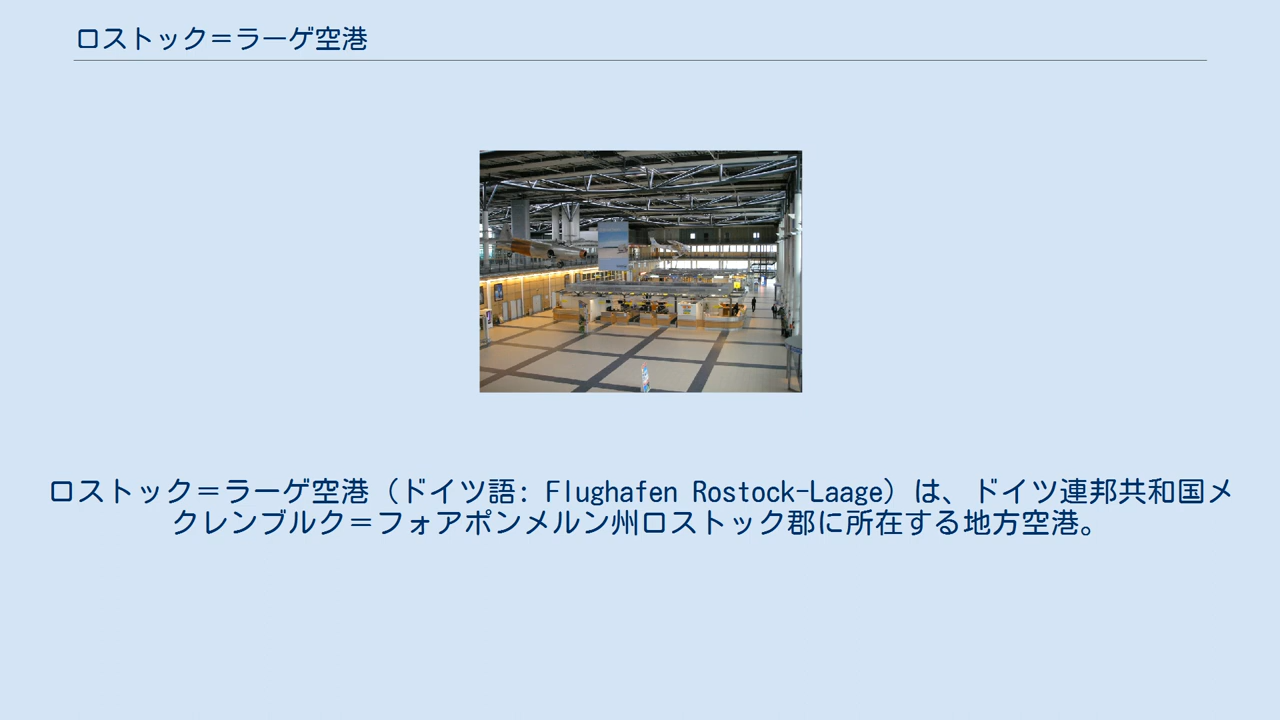 ロストック＝ラーゲ空港
ロストック＝ラーゲ空港（ドイツ語: Flughafen Rostock-Laage）は、ドイツ連邦共和国メ
クレンブルク＝フォアポンメルン州ロストック郡に所在する地方空港。